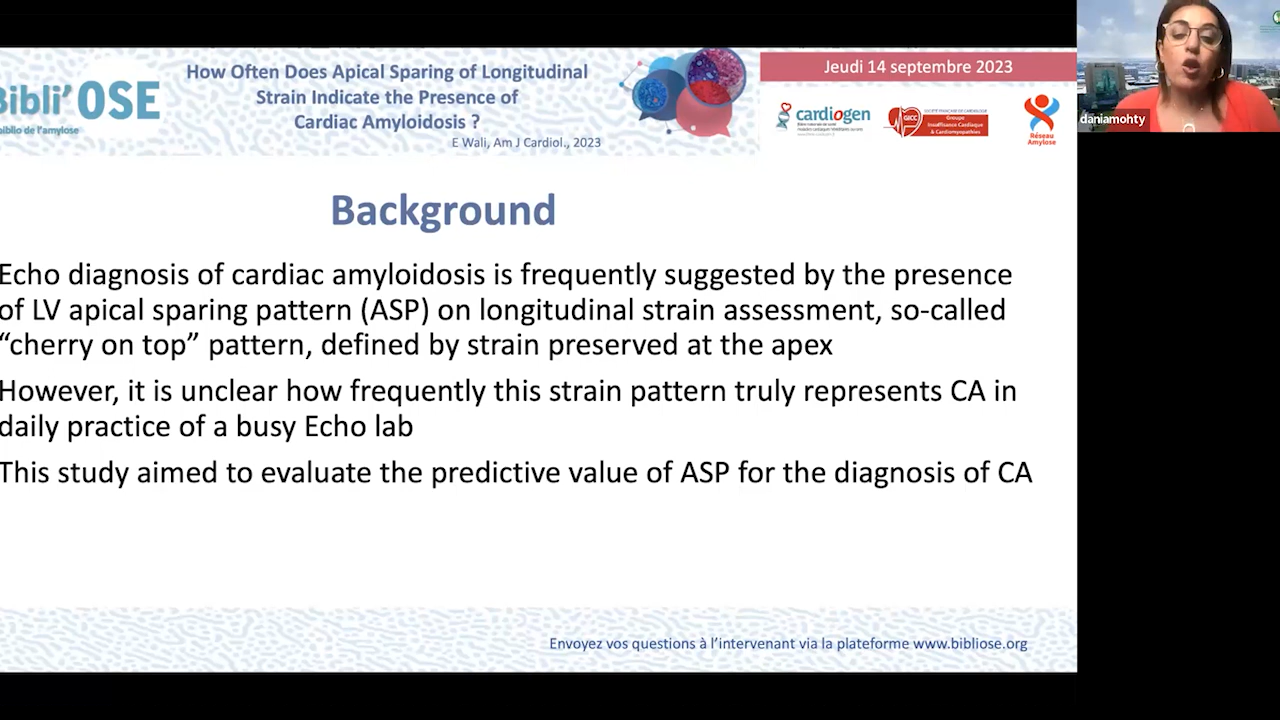 Bibli'OSE
biblio de l'amylose
How Often Does Apical Sparing of Longitudinal
Strain Indicate the Presence of
Cardiac Amyloidosis ?
E Wali, Am J Cardiol., 2023
Jeudi 14 septembre 2023
cardiogen
GICC
Groupe
Insuffisance Cardiaque
& Cardiomyopathies
Réseau
Amylose
daniamohty
Background
Echo diagnosis of cardiac amyloidosis is frequently suggested by the presence
of LV apical sparing pattern (ASP) on longitudinal strain assessment, so-called
“cherry on top” pattern, defined by strain preserved at the apex
However, it is unclear how frequently this strain pattern truly represents CA in
daily practice of a busy Echo lab
This study aimed to evaluate the predictive value of ASP for the diagnosis of CA
Envoyez vos questions à l’intervenant via la plateforme www.bibliose.org